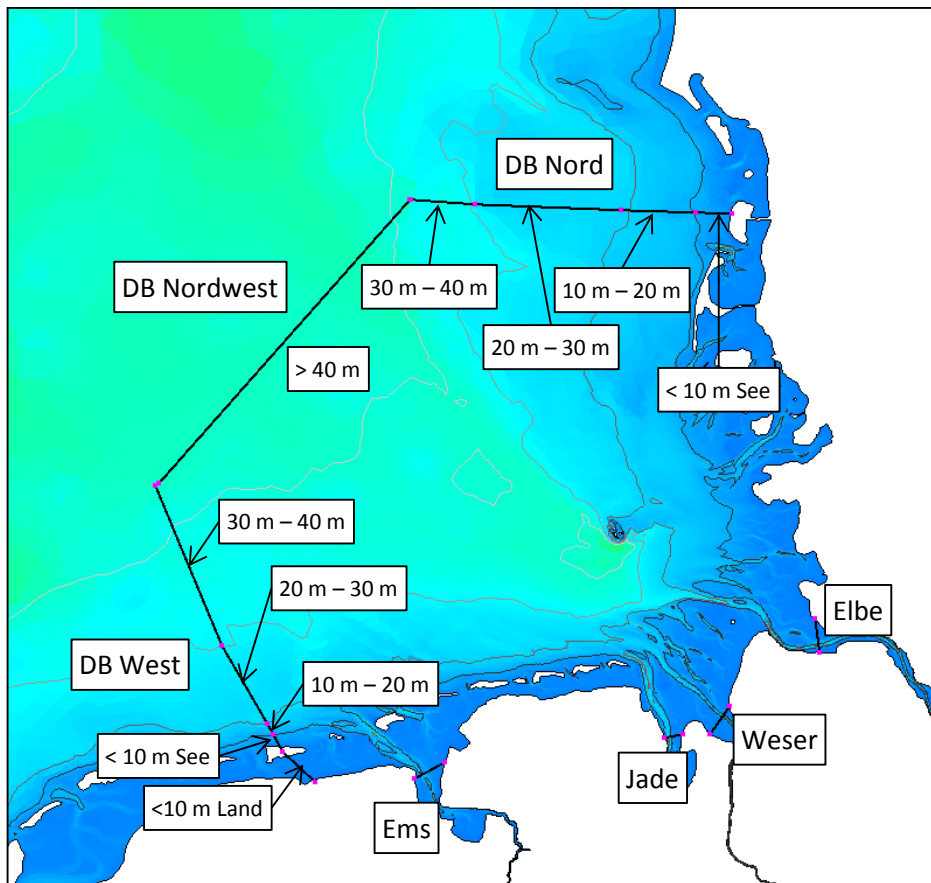 DB Nord
DB Nordwest
30 m – 40 m
10 m – 20 m
20 m – 30 m
> 40 m
< 10 m See
30 m – 40 m
20 m – 30 m
Elbe
DB West
10 m – 20 m
< 10 m See
Weser
Jade
<10 m Land
Ems